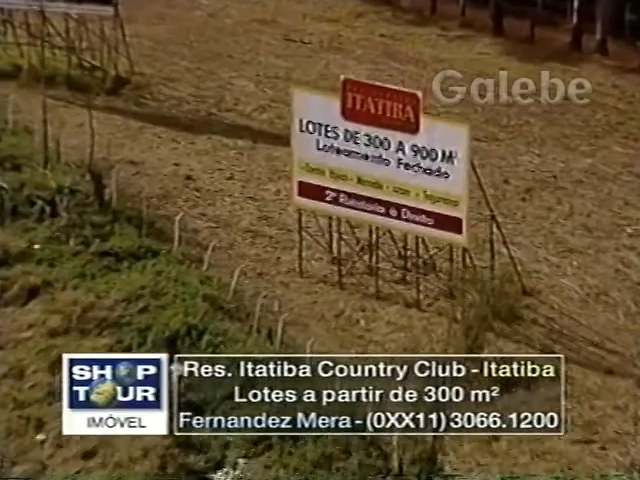 Galebe
ITATIBA
LOTES DE 300 A 900 M²
Loteamento Fechado
2ª Rotatória à Direita
SHOP
TOUR
IMÓVEL
Res. Itatiba Country Club - Itatiba
Lotes a partir de 300 m²
Fernandez Mera - (0XX11) 3066.1200